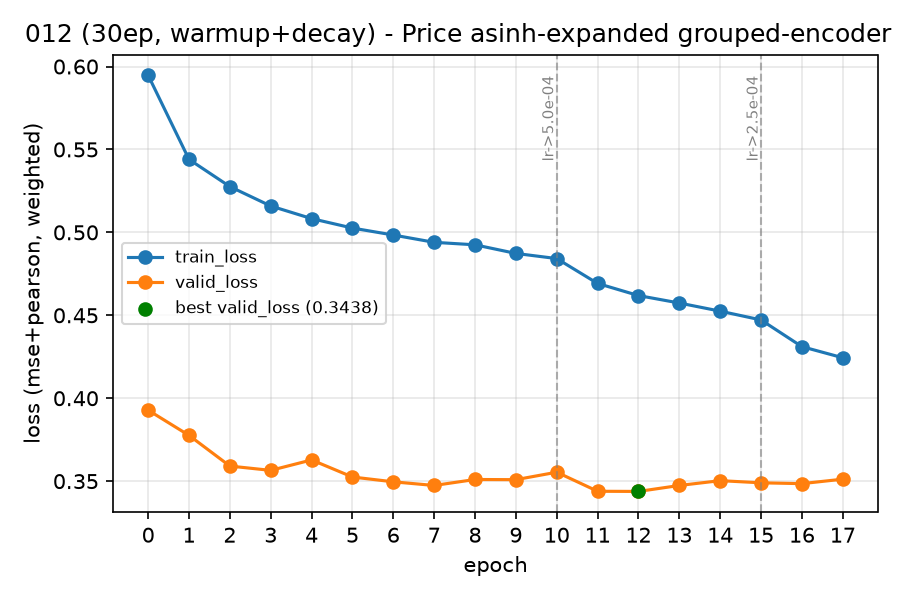 012 (30ep, warmup+decay) - Price asinh-expanded grouped-encoder
loss (mse+pearson, weighted)
0.60
0.55
0.50
0.45
0.40
0.35
lr->5.0e-04
lr->2.5e-04
train_loss
valid_loss
best valid_loss (0.3438)
0 1 2 3 4 5 6 7 8 9 10 11 12 13 14 15 16 17
epoch